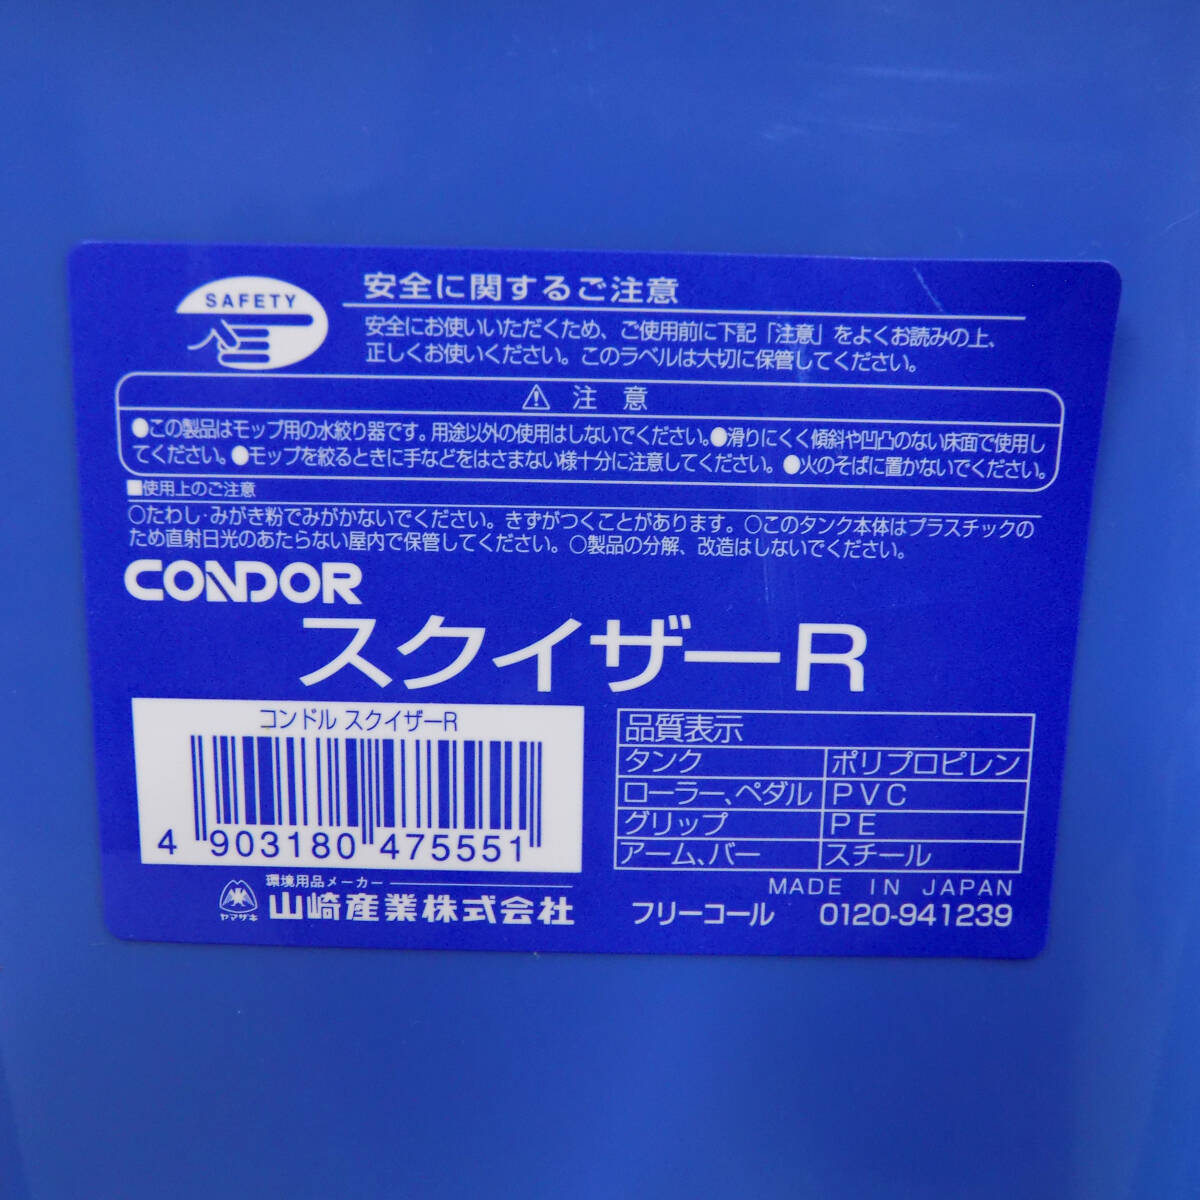 SAFETY
安全に関するご注意
安全にお使いいただくため、ご使用前に下記「注意」をよくお読みの上、
正しくお使いください。このラベルは大切に保管してください。
⚠ 注意
●この製品はモップ用の水絞り器です。用途以外の使用はしないでください。●滑りにくく傾斜や凹凸のない床面で使用し
てください。●モップを絞るときに手などをはさまない様十分に注意してください。●火のそばに置かないでください。
■使用上のご注意
○たわし・みがき粉でみがかないでください。きずがつくことがあります。○このタンク本体はプラスチックの
ため直射日光のあたらない屋内で保管してください。○製品の分解、改造はしないでください。
CONDOR
スクイザーR
コンドル スクイザーR
4 903180 475551
環境用品メーカー
ヤマザキ
山崎産業株式会社
品質表示
タンク ポリプロピレン
ローラー、ペダル PVC
グリップ PE
アーム、バー スチール
MADE IN JAPAN
フリーコール 0120-941239